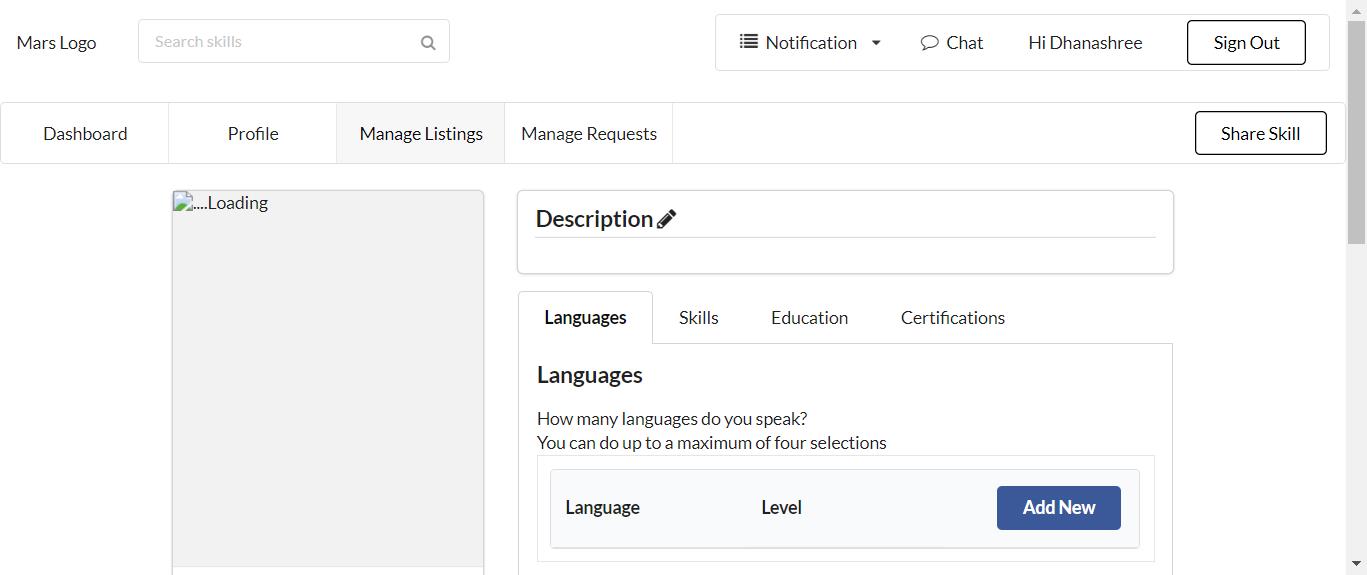 Mars Logo
Search skills
Notification
Chat
Hi Dhanashree
Sign Out
Dashboard
Profile
Manage Listings
Manage Requests
Share Skill
....Loading
Description
Languages
Skills
Education
Certifications
Languages
How many languages do you speak?
You can do up to a maximum of four selections
Language
Level
Add New